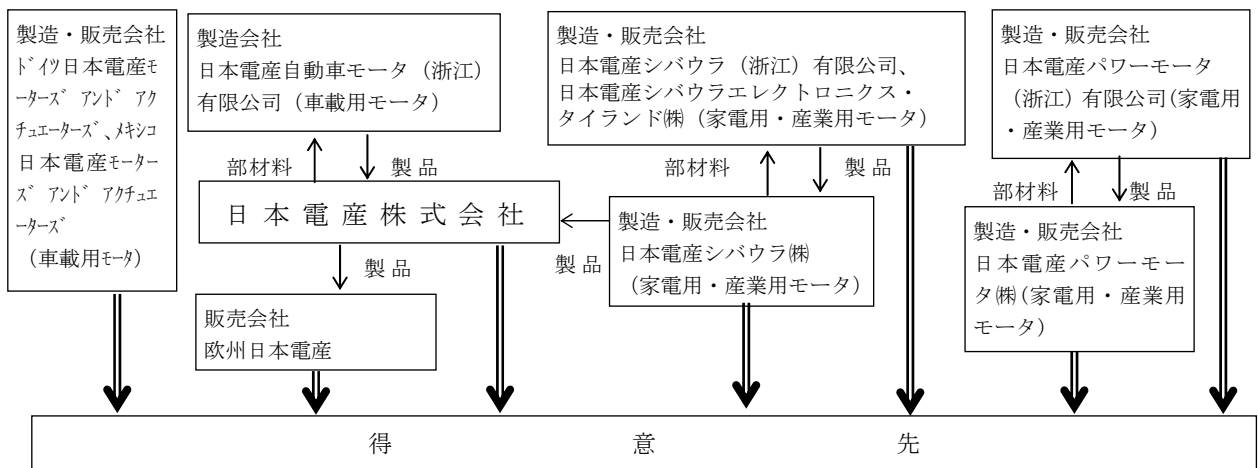 製造・販売会社
ﾄﾞｲﾂ日本電産ﾓ
ｰﾀｰｽﾞ ｱﾝﾄﾞ ｱｸ
ﾁｭｴｰﾀｰｽﾞ、ﾒｷｼｺ
日本電産ﾓｰﾀｰ
ｽﾞ ｱﾝﾄﾞ ｱｸﾁｭｴ
ｰﾀｰｽﾞ
（車載用ﾓｰﾀ）
製造会社
日本電産自動車モータ（浙江）
有限公司（車載用モータ）
部材料
製品
日本電産株式会社
製品
販売会社
欧州日本電産
製造・販売会社
日本電産シバウラ（浙江）有限公司、
日本電産シバウラエレクトロニクス・
タイランド㈱（家電用・産業用モータ）
部材料
製品
製品
製造・販売会社
日本電産シバウラ㈱
（家電用・産業用モータ）
製造・販売会社
日本電産パワーモータ
（浙江）有限公司(家電用
・産業用モータ）
部材料
製品
製造・販売会社
日本電産パワーモー
タ㈱(家電用・産業用
モータ）
得意先